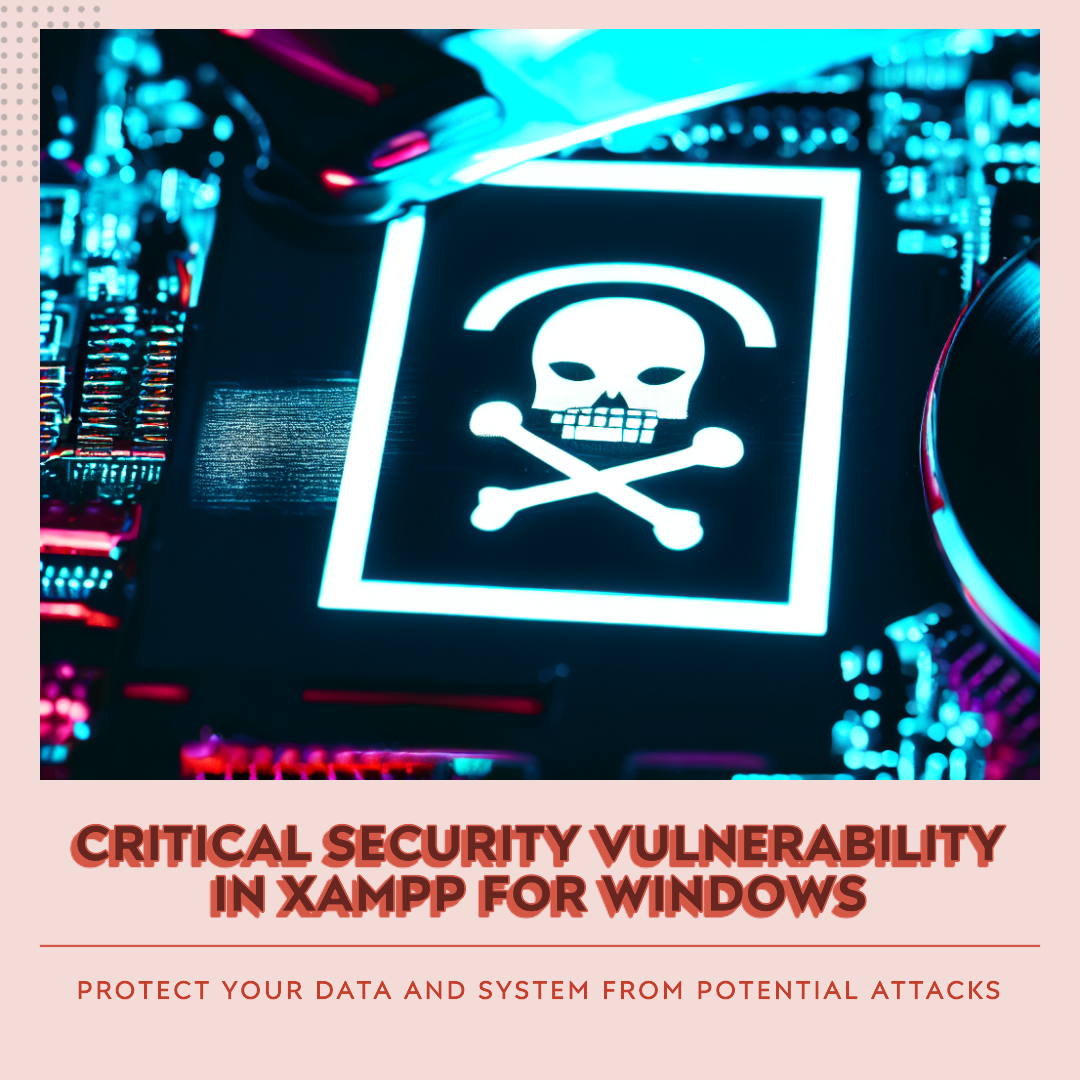 CRITICAL SECURITY VULNERABILITY
IN XAMPP FOR WINDOWS
PROTECT YOUR DATA AND SYSTEM FROM POTENTIAL ATTACKS